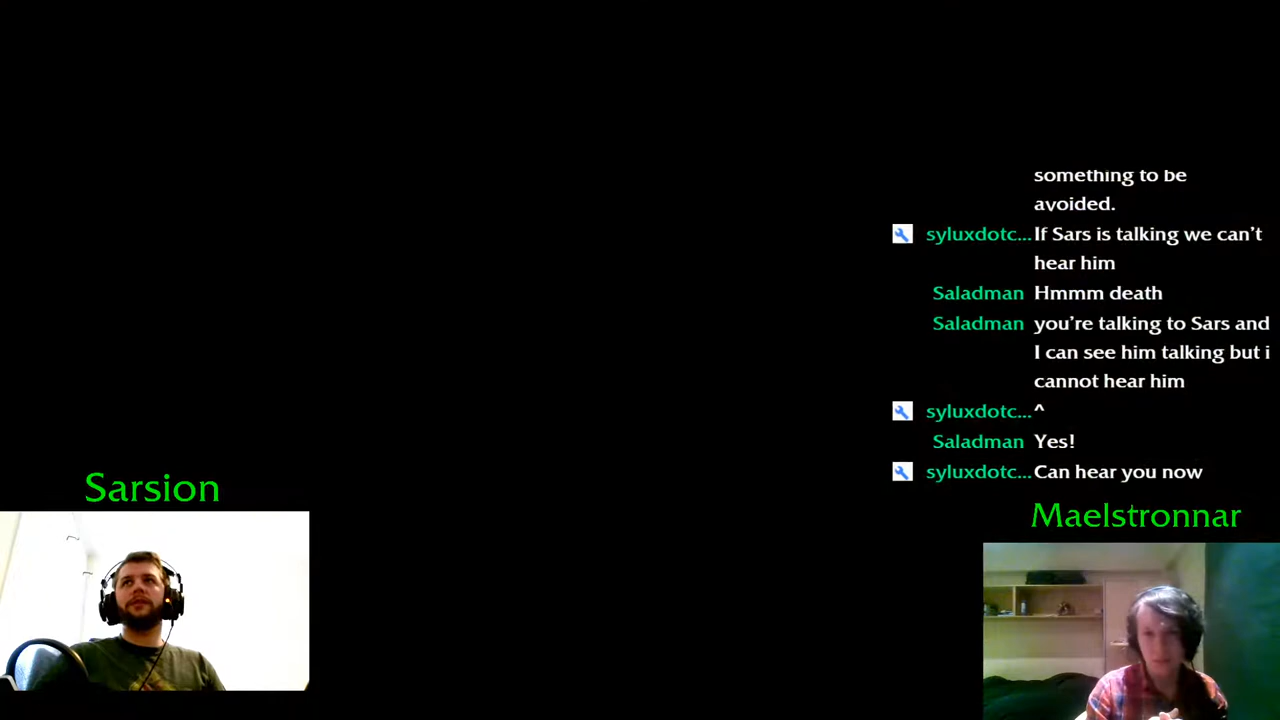 something to be
avoided.
syluxdotc... If Sars is talking we can't
hear him
Saladman Hmmm death
Saladman you're talking to Sars and
I can see him talking but i
cannot hear him
syluxdotc... ^
Saladman Yes!
syluxdotc... Can hear you now
Sarsion
Maelstronnar